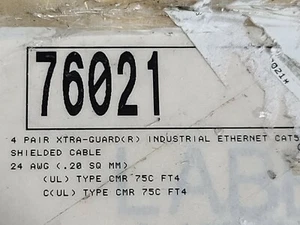 76021
4 PAIR XTRA-GUARD(R) INDUSTRIAL ETHERNET CAT5
SHIELDED CABLE
24 AWG (.20 SQ MM)
(UL) TYPE CMR 75C FT4
C(UL) TYPE CMR 75C FT4